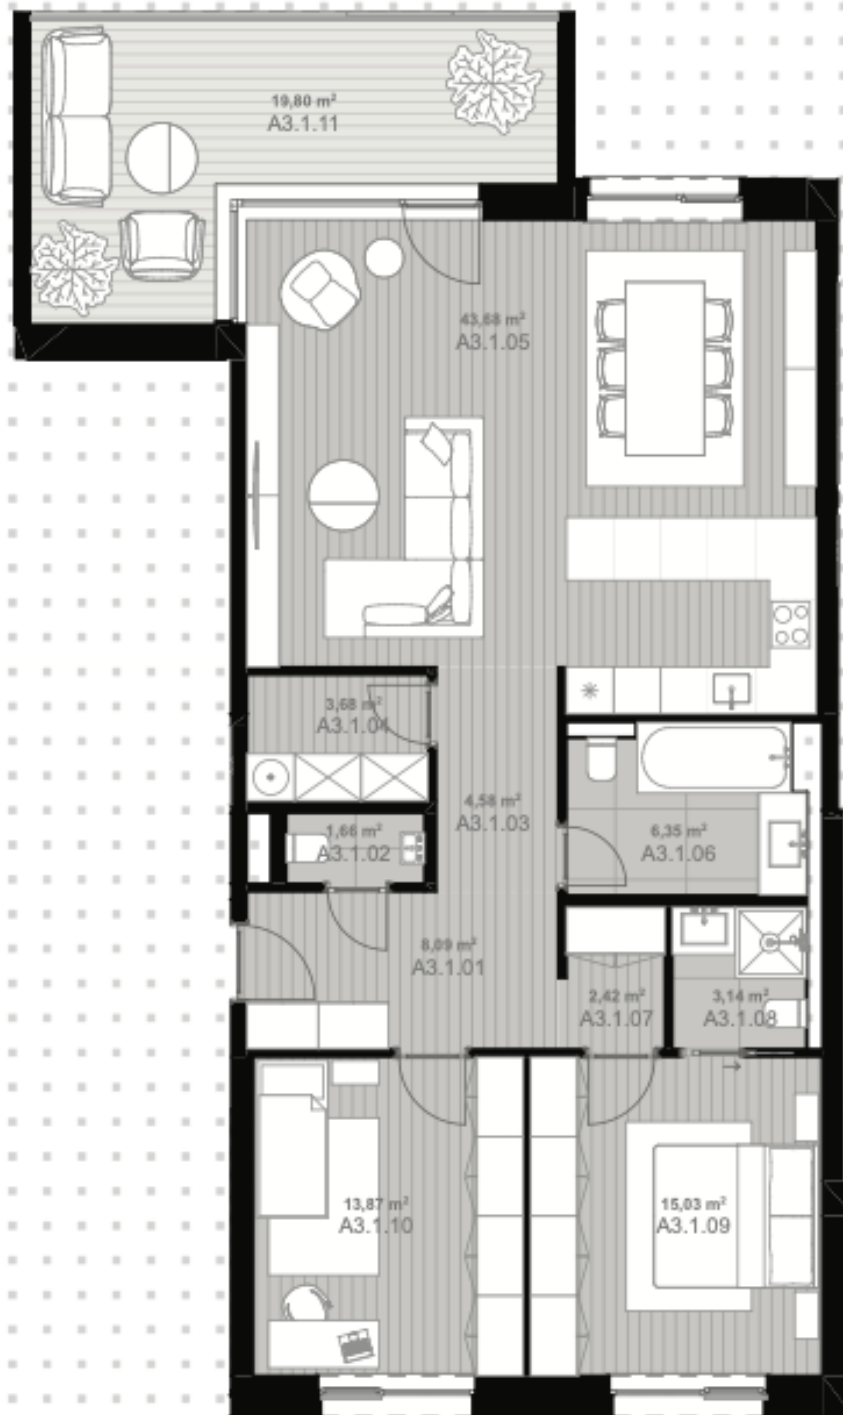 19,80 m²
A3.1.11
43,68 m²
A3.1.05
3,68 m²
A3.1.04
4,58 m²
A3.1.03
1,66 m²
A3.1.02
6,35 m²
A3.1.06
8,09 m²
A3.1.01
2,42 m²
A3.1.07
3,14 m²
A3.1.08
13,87 m²
A3.1.10
15,03 m²
A3.1.09